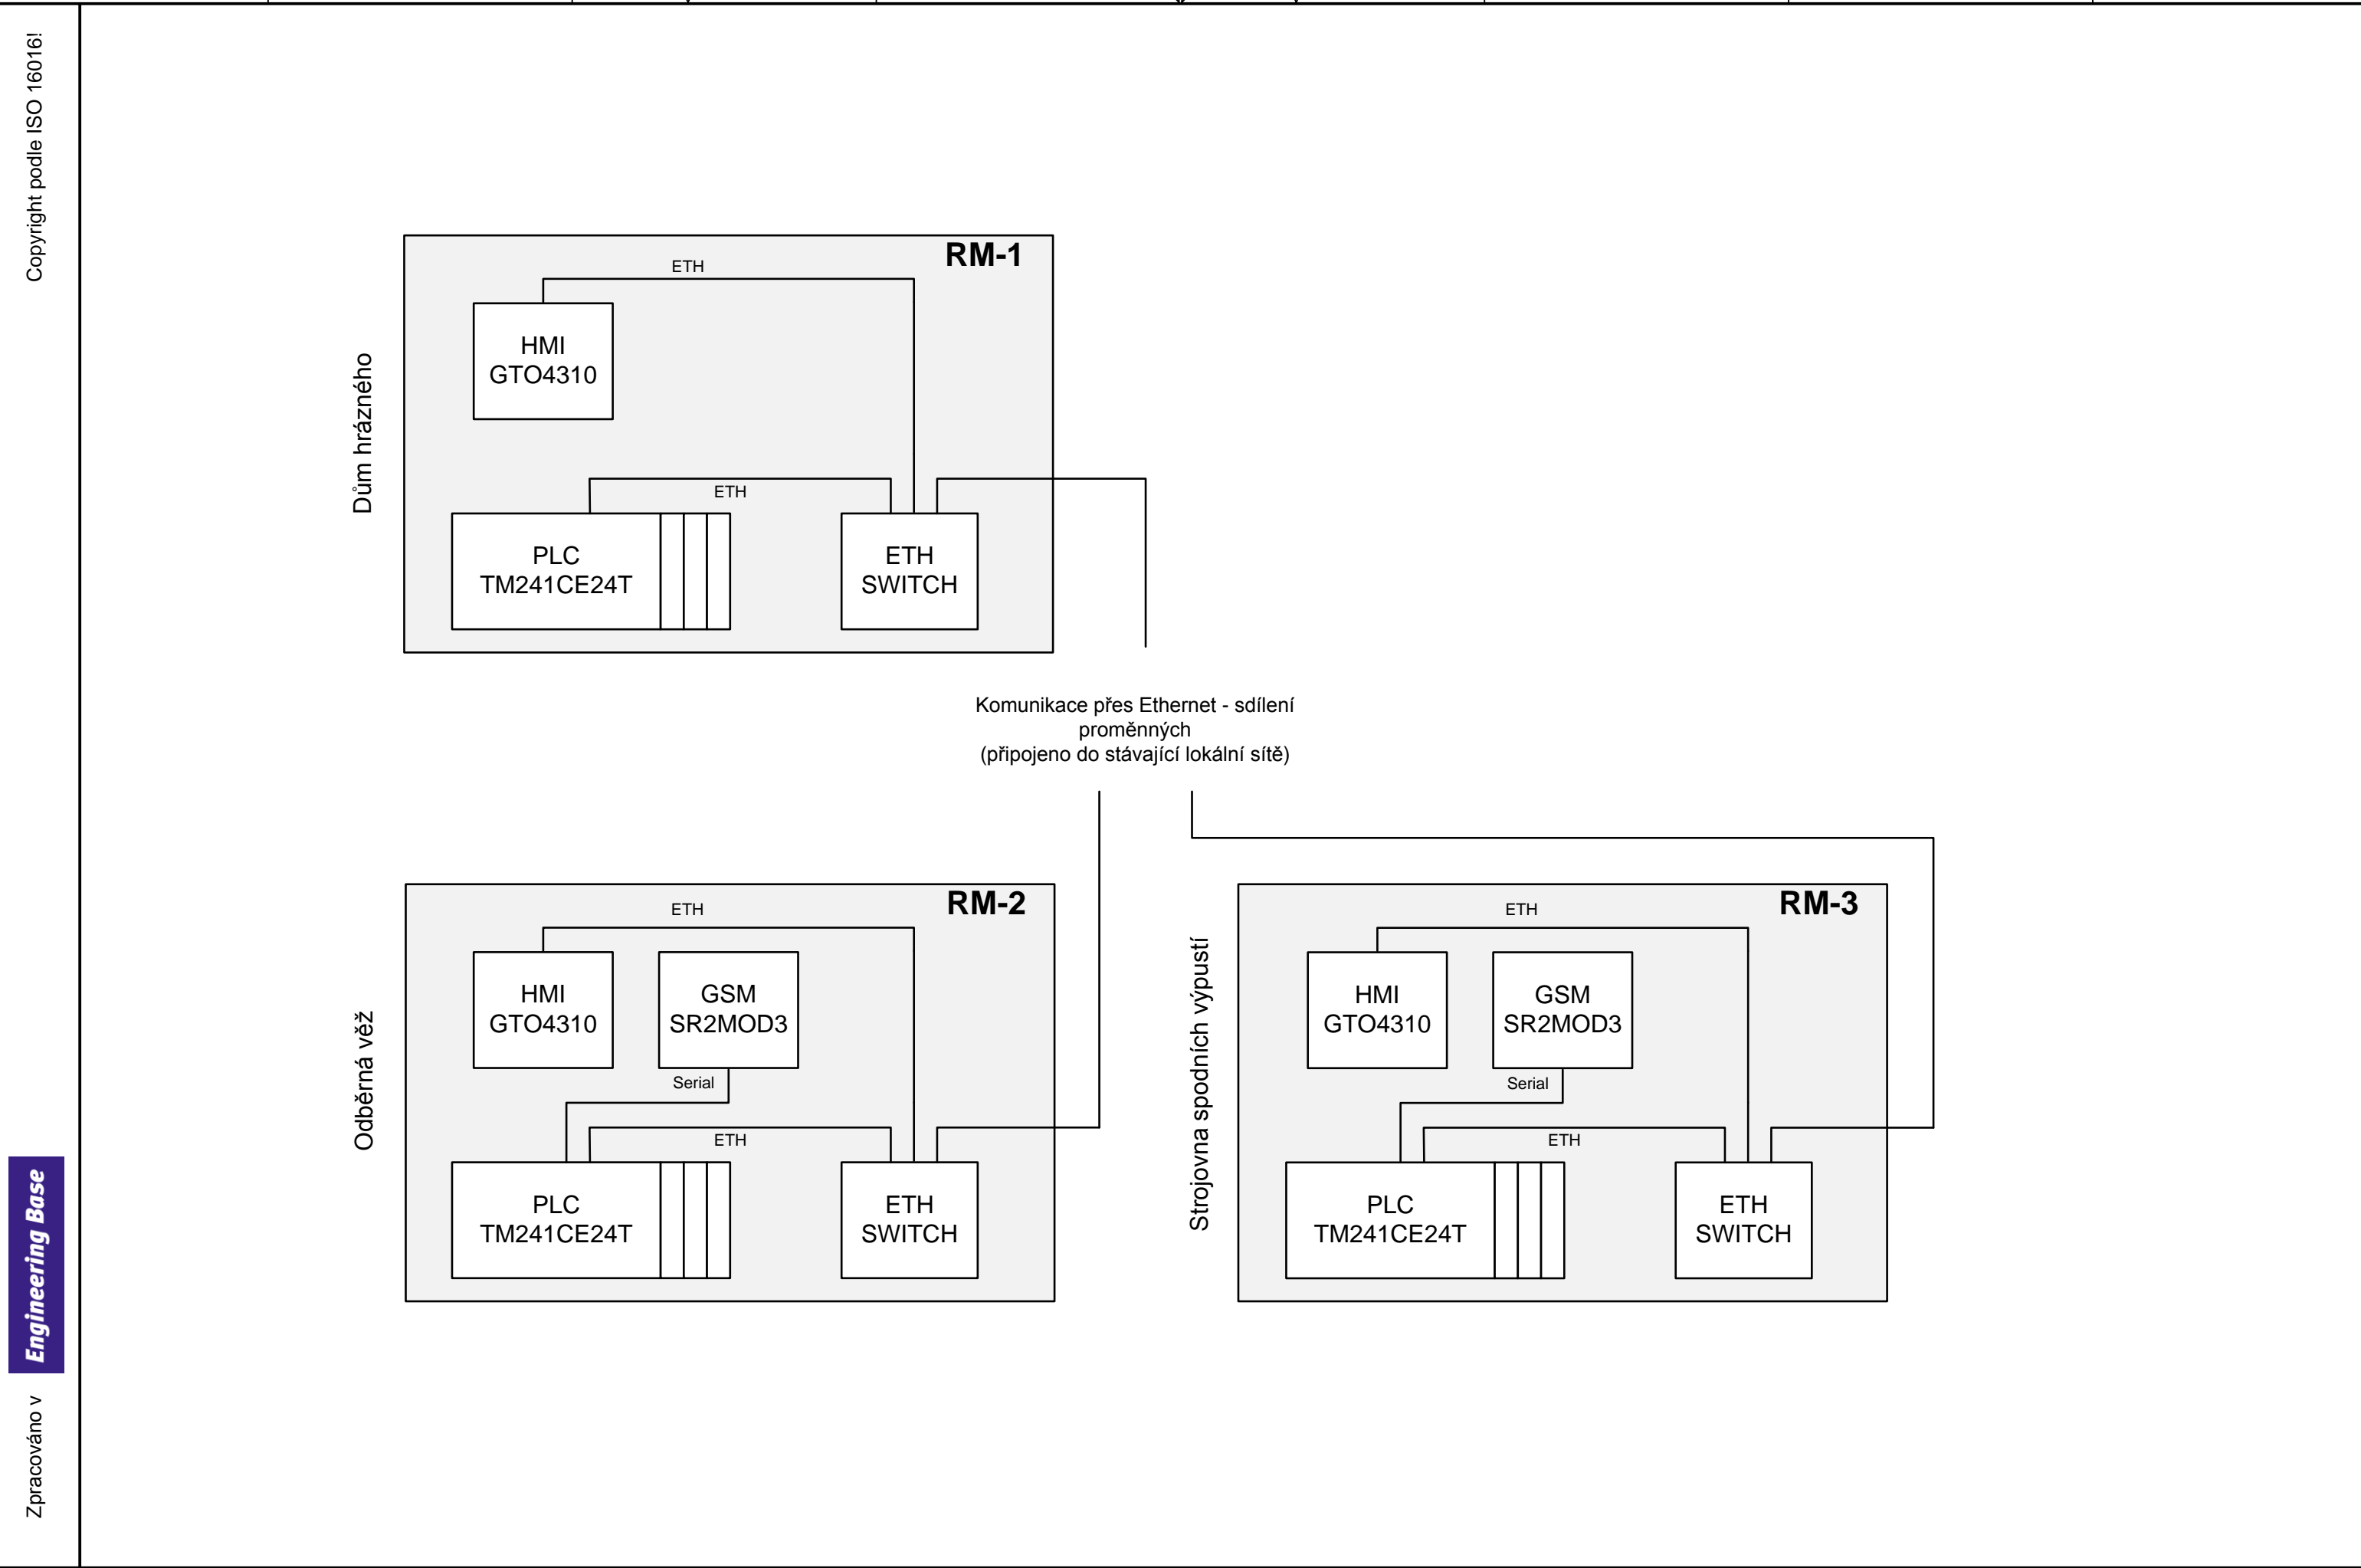 Copyright podle ISO 16016!
Zpracováno v
Engineering Base
Dům hrázného
RM-1
ETH
HMI
GTO4310
ETH
PLC
TM241CE24T
ETH
SWITCH
Komunikace přes Ethernet - sdílení
proměnných
(připojeno do stávající lokální sítě)
Odběrná věž
RM-2
ETH
HMI
GTO4310
GSM
SR2MOD3
Serial
ETH
PLC
TM241CE24T
ETH
SWITCH
Strojovna spodních výpustí
RM-3
ETH
HMI
GTO4310
GSM
SR2MOD3
Serial
ETH
PLC
TM241CE24T
ETH
SWITCH